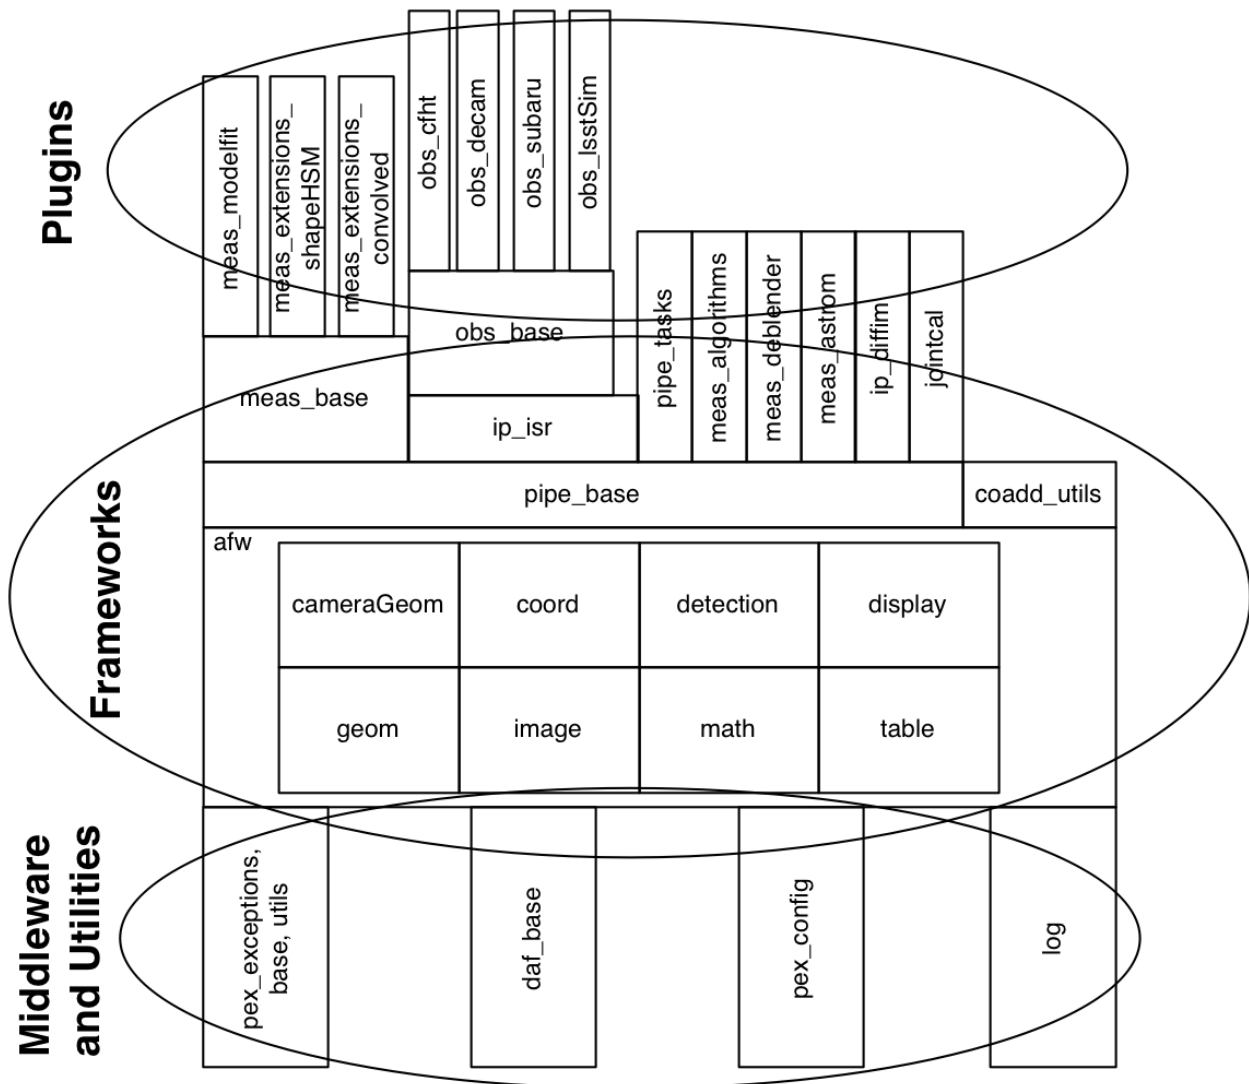 Plugins
meas_modelfit
meas_extensions_
shapeHSM
meas_extensions_
convolved
obs_cfht
obs_decam
obs_subaru
obs_lsstSim
obs_base
meas_base
ip_isr
pipe_tasks
meas_algorithms
meas_deblender
meas_astrom
ip_diffim
jointcal
Frameworks
pipe_base
coadd_utils
afw
cameraGeom
coord
detection
display
geom
image
math
table
Middleware
and Utilities
pex_exceptions,
base, utils
daf_base
pex_config
log